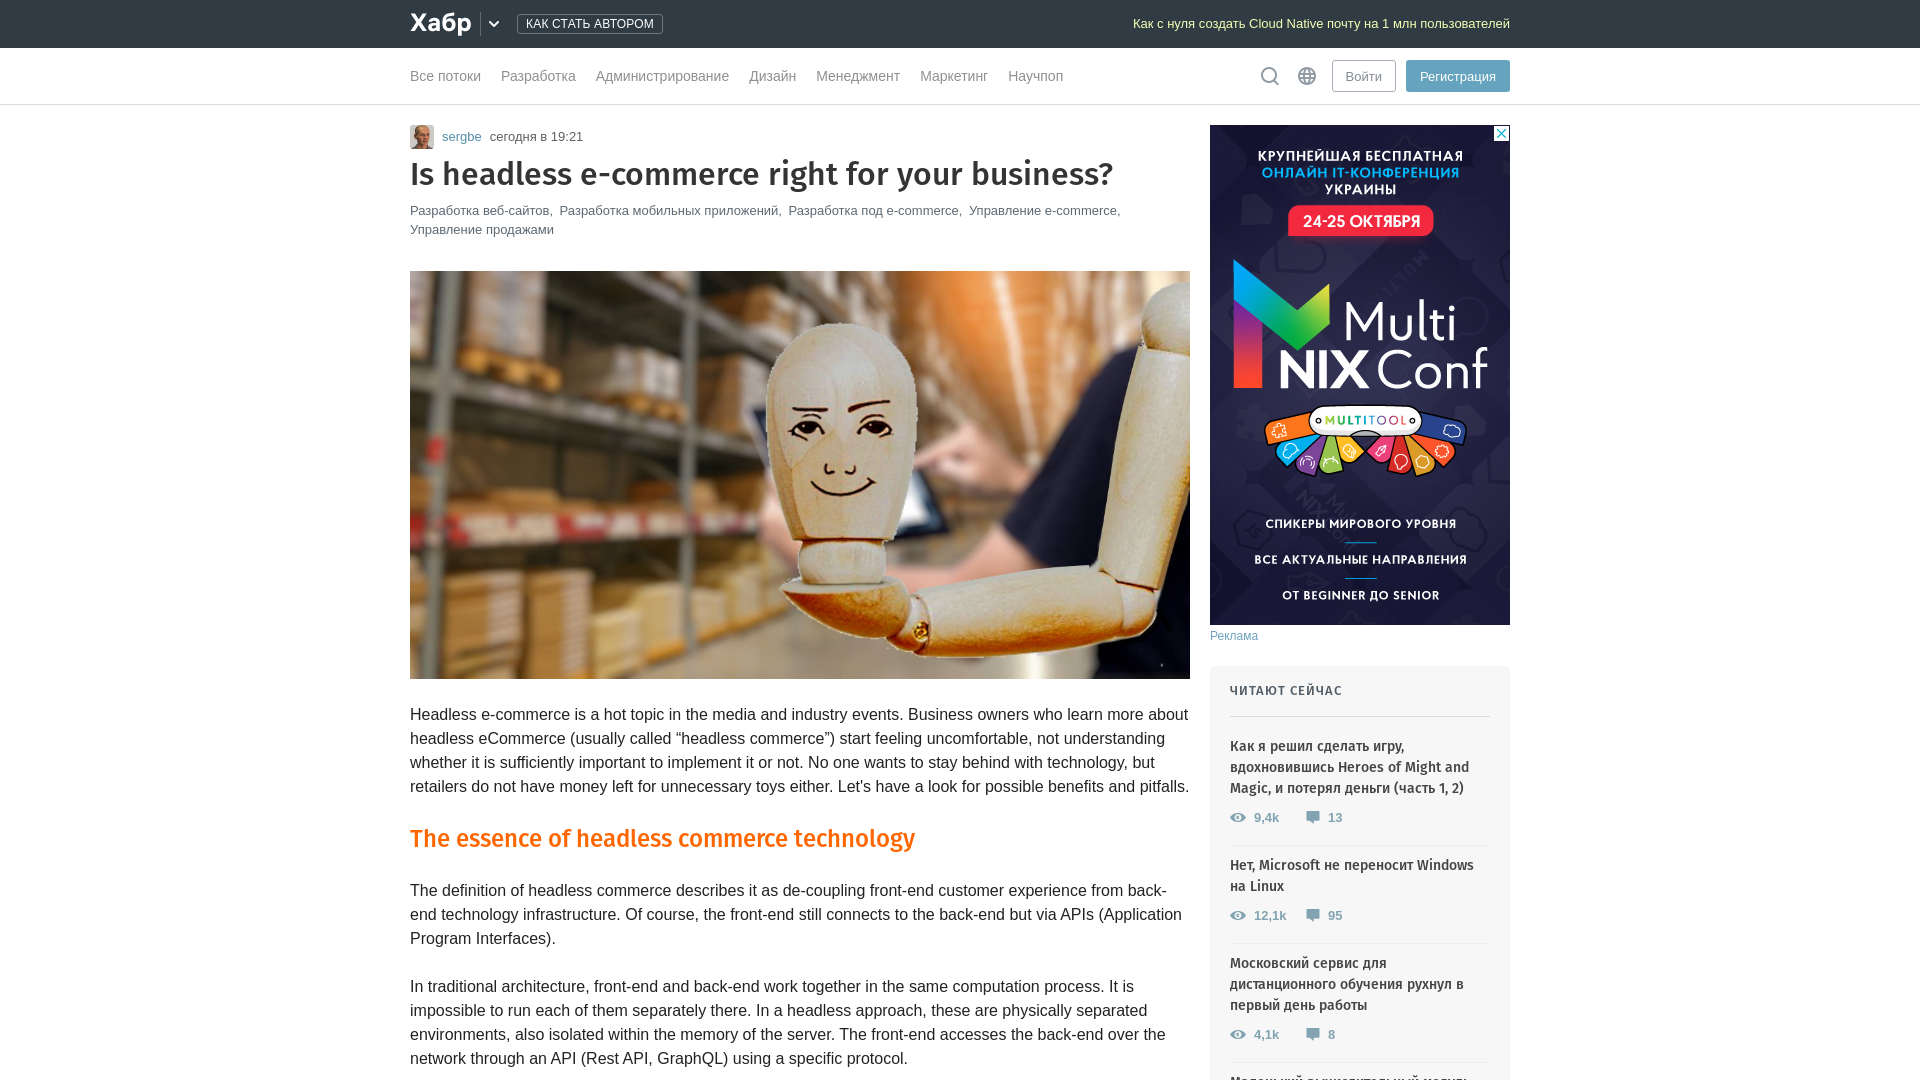 Хабр
КАК СТАТЬ АВТОРОМ
Как с нуля создать Cloud Native почту на 1 млн пользователей
Все потоки
Разработка
Администрирование
Дизайн
Менеджмент
Маркетинг
Научпоп
Войти
Регистрация
sergbe сегодня в 19:21
Is headless e-commerce right for your business?
Разработка веб-сайтов, Разработка мобильных приложений, Разработка под e-commerce, Управление e-commerce,
Управление продажами
Headless e-commerce is a hot topic in the media and industry events. Business owners who learn more about
headless eCommerce (usually called “headless commerce”) start feeling uncomfortable, not understanding
whether it is sufficiently important to implement it or not. No one wants to stay behind with technology, but
retailers do not have money left for unnecessary toys either. Let's have a look for possible benefits and pitfalls.
The essence of headless commerce technology
The definition of headless commerce describes it as de-coupling front-end customer experience from back-
end technology infrastructure. Of course, the front-end still connects to the back-end but via APIs (Application
Program Interfaces).
In traditional architecture, front-end and back-end work together in the same computation process. It is
impossible to run each of them separately there. In a headless approach, these are physically separated
environments, also isolated within the memory of the server. The front-end accesses the back-end over the
network through an API (Rest API, GraphQL) using a specific protocol.
КРУПНЕЙШАЯ БЕСПЛАТНАЯ
ОНЛАЙН IT-КОНФЕРЕНЦИЯ
УКРАИНЫ
24-25 ОКТЯБРЯ
Multi
NIX Conf
MULTITOOL
СПИКЕРЫ МИРОВОГО УРОВНЯ
ВСЕ АКТУАЛЬНЫЕ НАПРАВЛЕНИЯ
ОТ BEGINNER ДО SENIOR
Реклама
ЧИТАЮТ СЕЙЧАС
Как я решил сделать игру,
вдохновившись Heroes of Might and
Magic, и потерял деньги (часть 1, 2)
9,4k 13
Нет, Microsoft не переносит Windows
на Linux
12,1k 95
Московский сервис для
дистанционного обучения рухнул в
первый день работы
4,1k 8